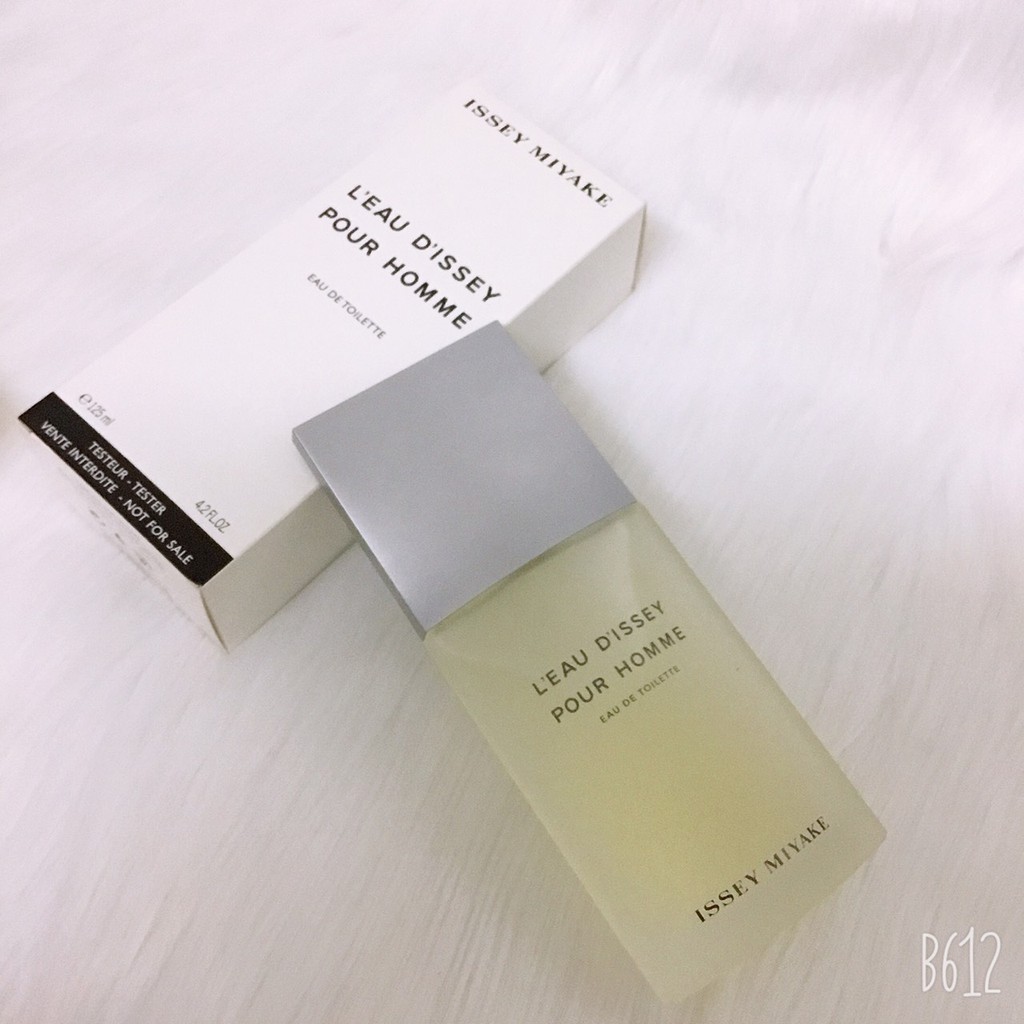 ISSEY MIYAKE
L'EAU D'ISSEY
POUR HOMME
EAU DE TOILETTE
℮ 125 ml
4.2 FL.OZ.
TESTEUR - TESTER
VENTE INTERDITE - NOT FOR SALE
L'EAU D'ISSEY
POUR HOMME
EAU DE TOILETTE
ISSEY MIYAKE
B612